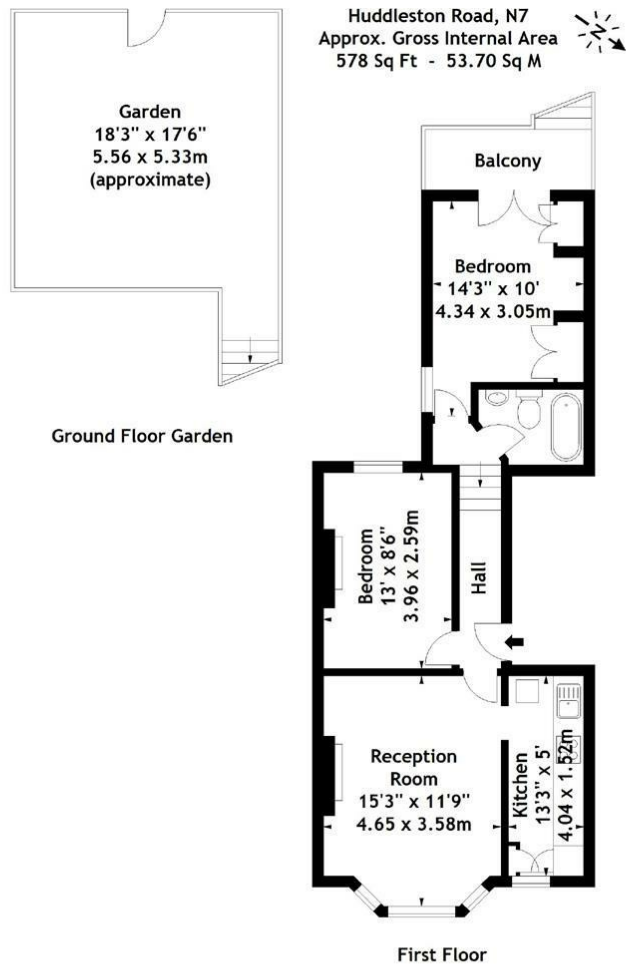 Huddleston Road, N7
Approx. Gross Internal Area
578 Sq Ft - 53.70 Sq M
N
Garden
18'3" x 17'6"
5.56 x 5.33m
(approximate)
Ground Floor Garden
Balcony
Bedroom
14'3" x 10'
4.34 x 3.05m
Bedroom
13' x 8'6"
3.96 x 2.59m
Hall
Reception
Room
15'3" x 11'9"
4.65 x 3.58m
Kitchen
13'3" x 5'
4.04 x 1.52m
First Floor